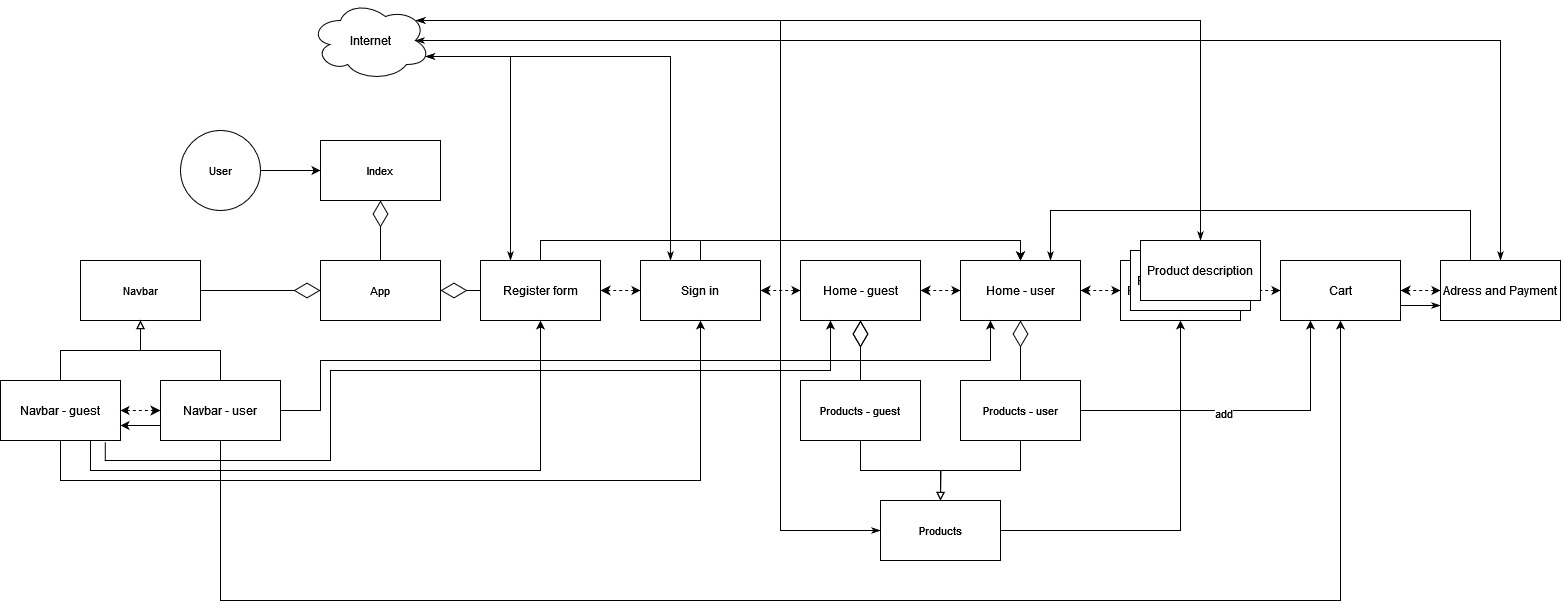 Internet
User
Index
Product description
Navbar
App
Register form
Sign in
Home - guest
Home - user
Cart
Adress and Payment
Navbar - guest
Navbar - user
Products - guest
Products - user
add
Products